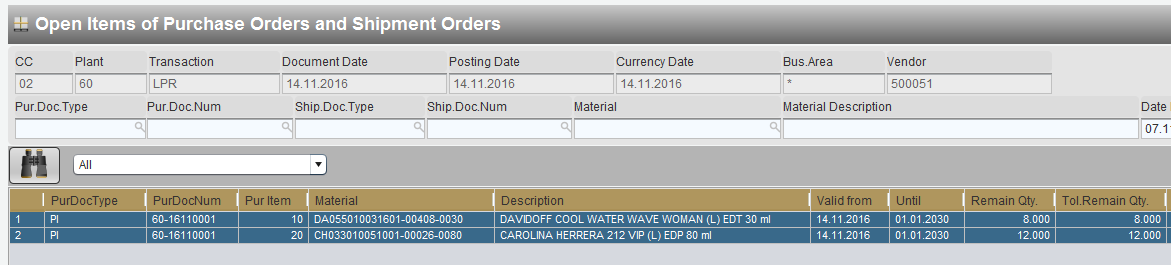 Open Items of Purchase Orders and Shipment Orders
CC Plant Transaction Document Date Posting Date Currency Date Bus.Area Vendor
02 60 LPR 14.11.2016 14.11.2016 14.11.2016 * 500051
Pur.Doc.Type Pur.Doc.Num Ship.Doc.Type Ship.Doc.Num Material Material Description Date
07.1
All
PurDocType PurDocNum Pur Item Material Description Valid from Until Remain Qty. Tol.Remain Qty.
1 PI 60-16110001 10 DA055010031601-00408-0030 DAVIDOFF COOL WATER WAVE WOMAN (L) EDT 30 ml 14.11.2016 01.01.2030 8.000 8.000
2 PI 60-16110001 20 CH033010051001-00026-0080 CAROLINA HERRERA 212 VIP (L) EDP 80 ml 14.11.2016 01.01.2030 12.000 12.000